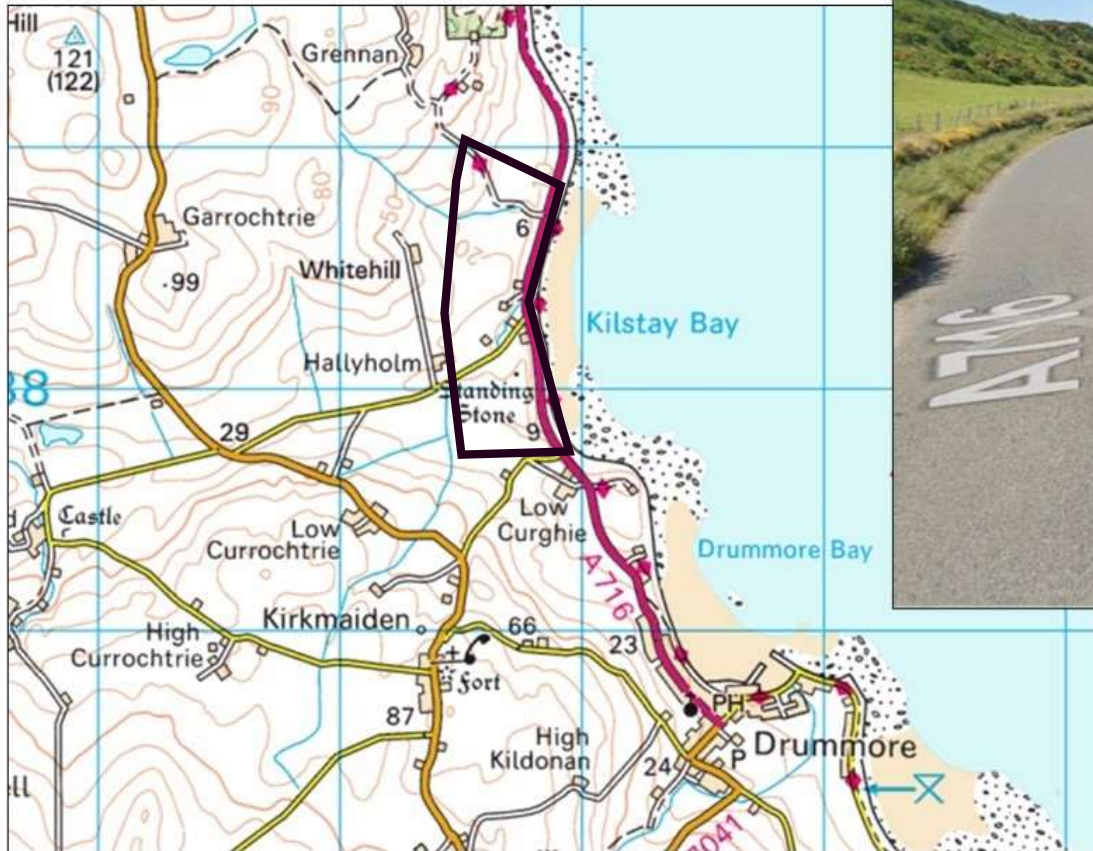 Hill
121
(122)
Grennan
90
80
50
20
6
Garrochtrie
.99
Whitehill
Kilstay Bay
Hallyholm
38
Standing
Stone
29
9
Castle
Low
Currochtrie
Low
Curghie
Drummore Bay
A 716
Kirkmaiden
66
23
High
Currochtrie
Fort
87
PH
High
Kildonan
P
Drummore
24
7041
A716